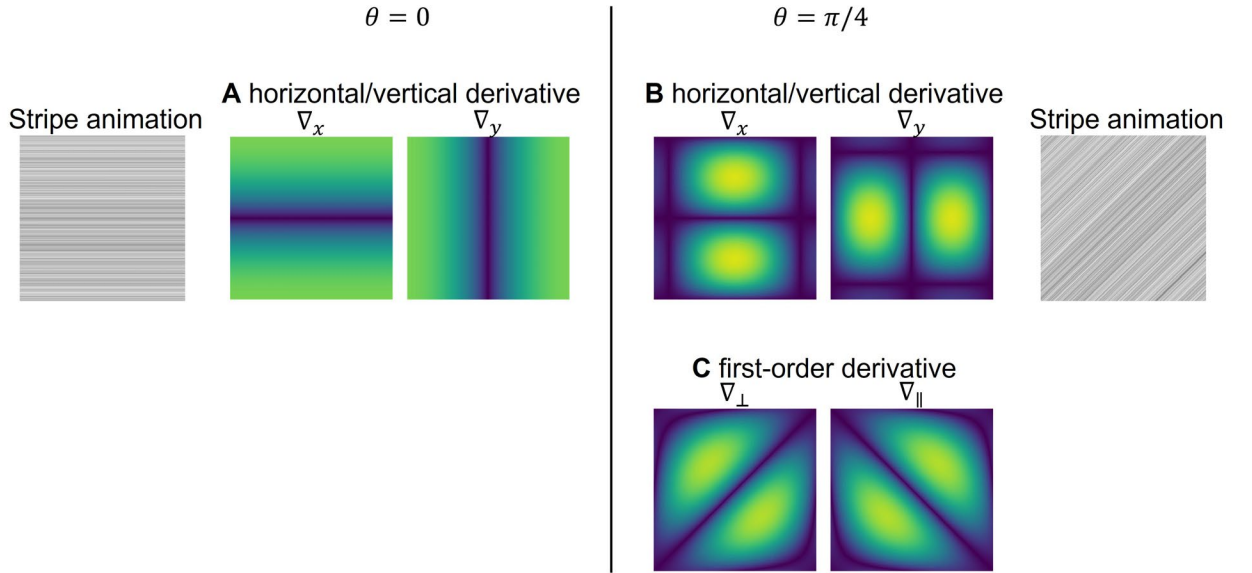 θ = 0
θ = π/4
Stripe animation
A horizontal/vertical derivative
∇x
∇y
B horizontal/vertical derivative
∇x
∇y
Stripe animation
C first-order derivative
∇⊥
∇∥